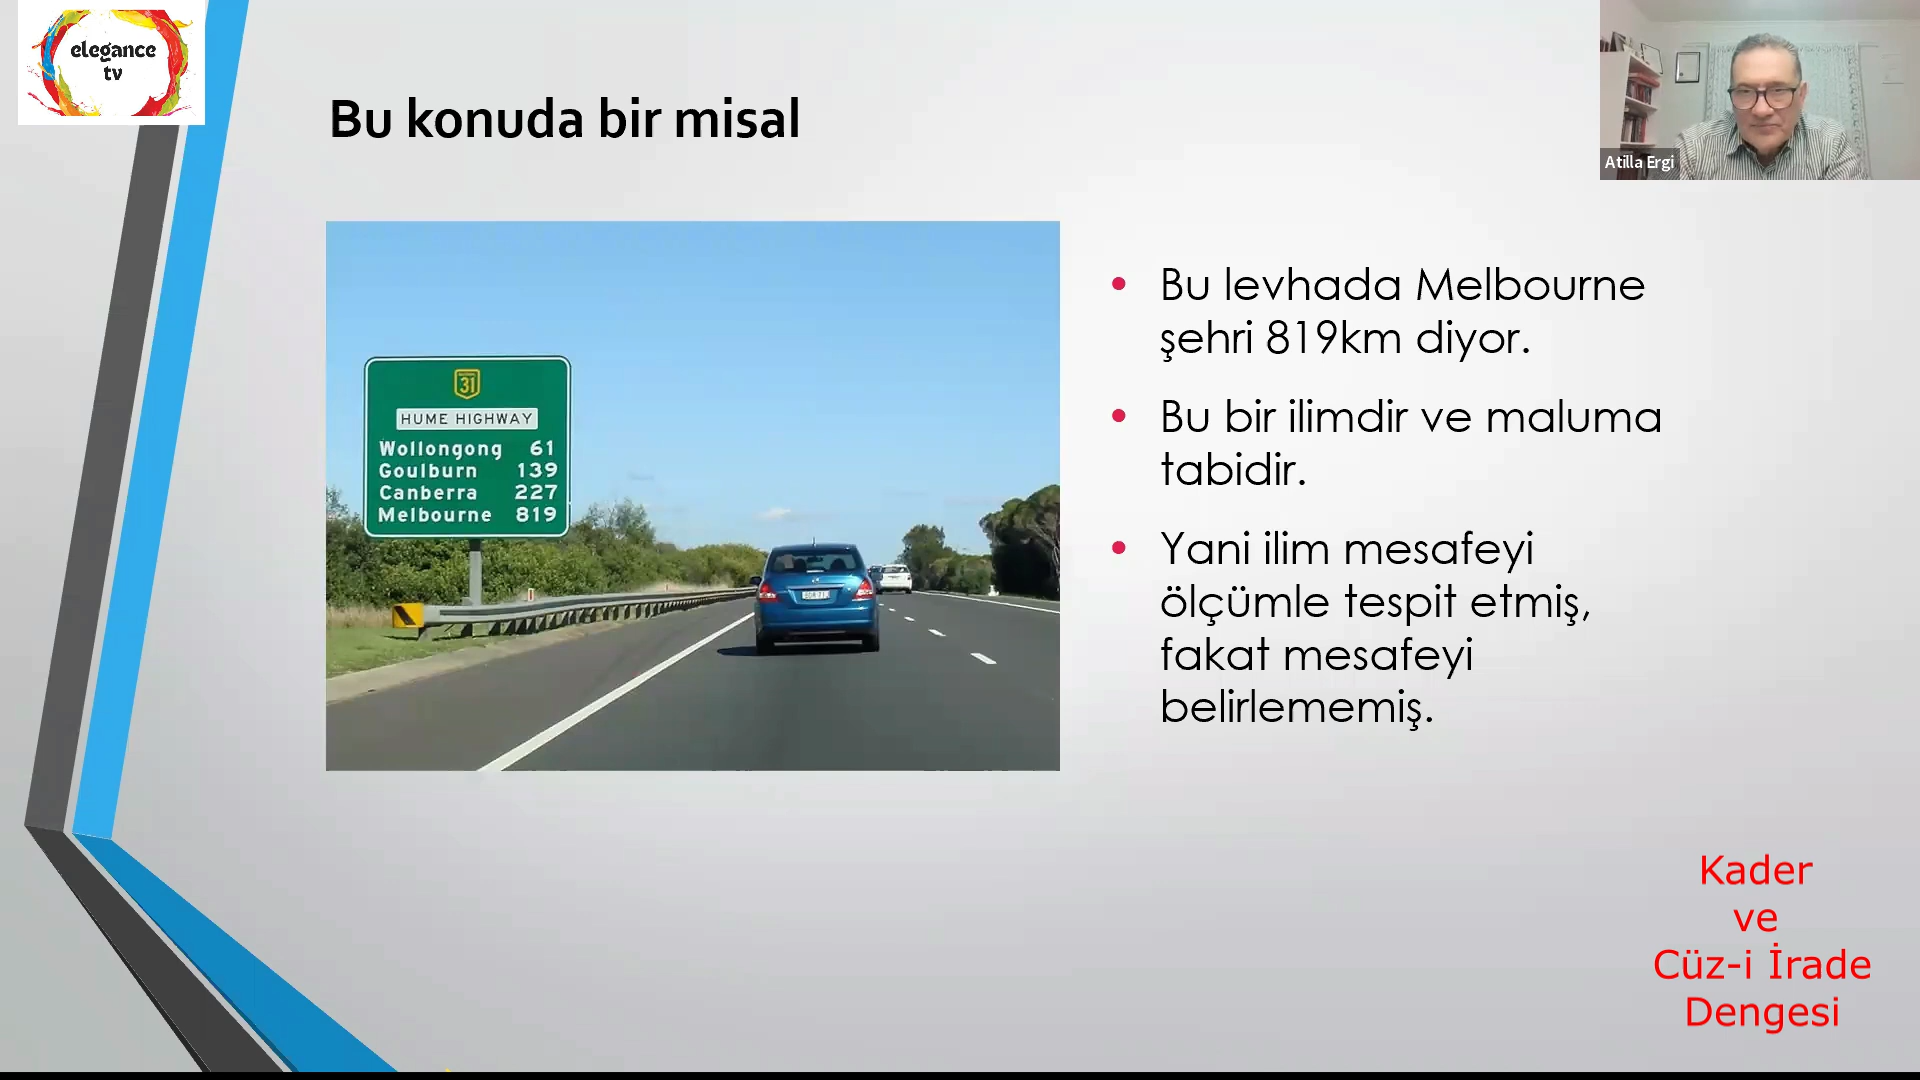 elegance
tv
Bu konuda bir misal
Atilla Ergi
31
HUME HIGHWAY
Wollongong 61
Goulburn 139
Canberra 227
Melbourne 819
• Bu levhada Melbourne
şehri 819km diyor.
• Bu bir ilimdir ve maluma
tabidir.
• Yani ilim mesafeyi
ölçümle tespit etmiş,
fakat mesafeyi
belirlememiş.
Kader
ve
Cüz-i İrade
Dengesi